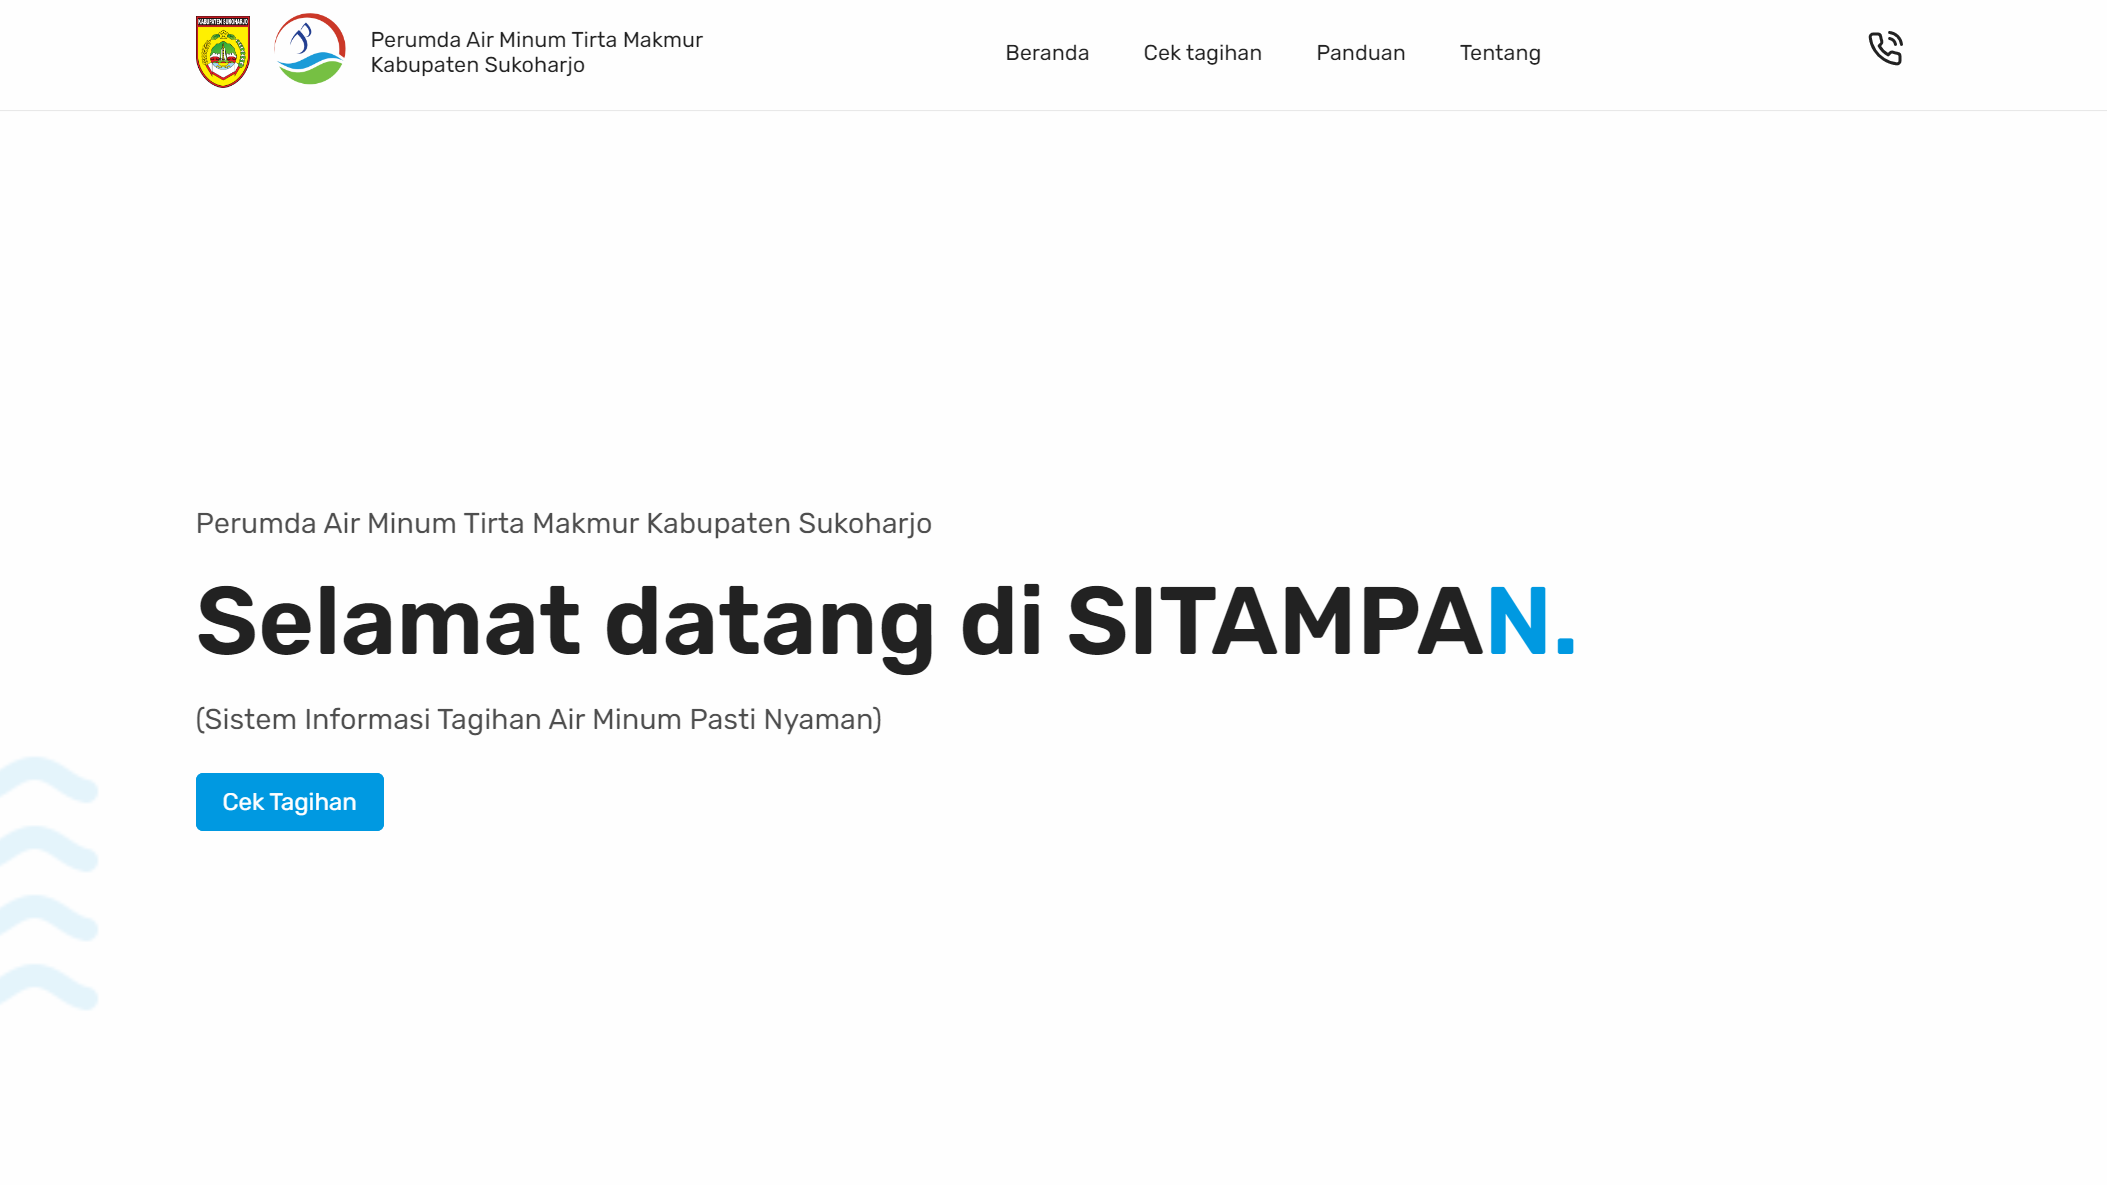 KABUPATEN SUKOHARJO
Perumda Air Minum Tirta Makmur
Kabupaten Sukoharjo
Beranda
Cek tagihan
Panduan
Tentang
Perumda Air Minum Tirta Makmur Kabupaten Sukoharjo
Selamat datang di SITAMPAN.
(Sistem Informasi Tagihan Air Minum Pasti Nyaman)
Cek Tagihan